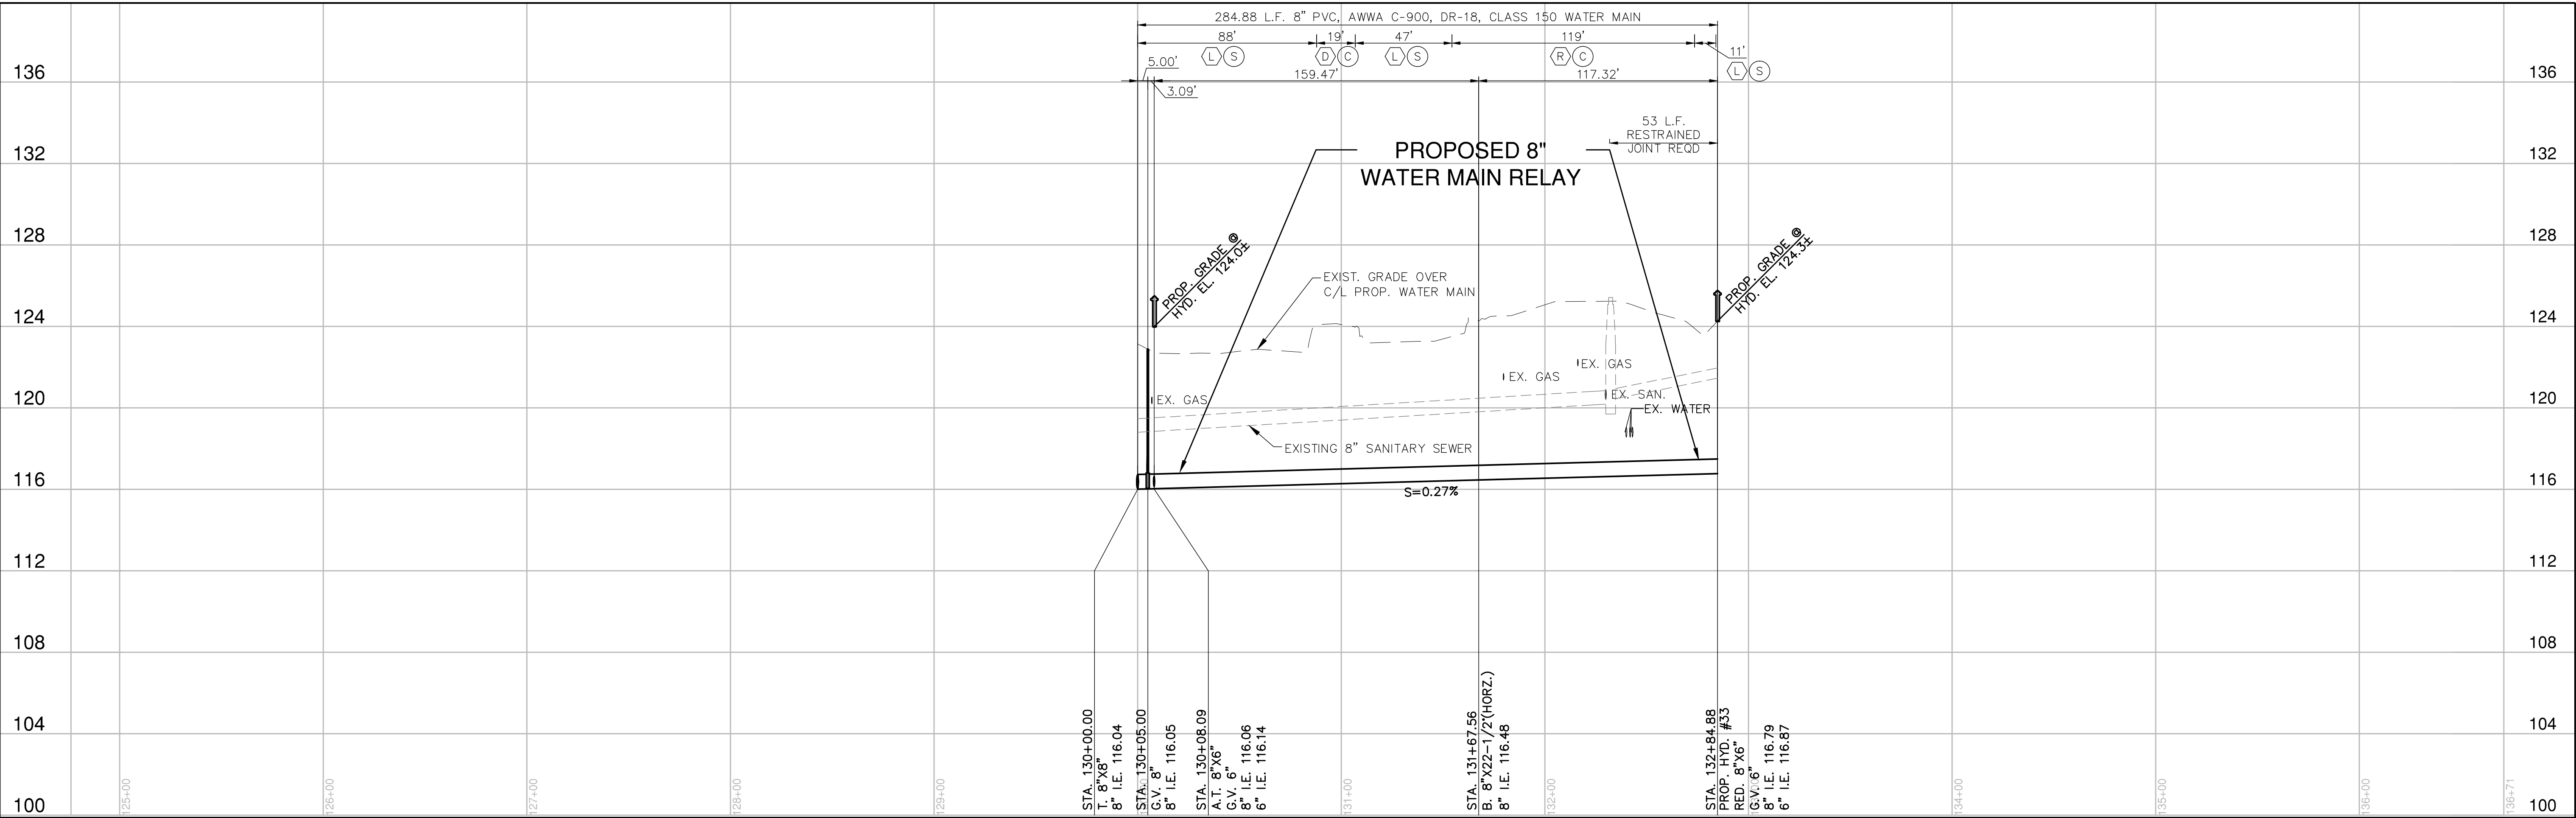 284.88 L.F. 8" PVC, AWWA C-900, DR-18, CLASS 150 WATER MAIN
88'
19'
47'
119'
11'
L S
D C
L S
R C
L S
5.00'
3.09'
159.47'
117.32'
136
136
53 L.F.
RESTRAINED
JOINT REQD
PROPOSED 8"
WATER MAIN RELAY
132
132
128
128
PROP. GRADE @
HYD. EL. 124.0±
PROP. GRADE @
HYD. EL. 124.3±
EXIST. GRADE OVER
C/L PROP. WATER MAIN
124
124
EX. GAS
EX. GAS
EX. GAS
EX. SAN.
EX. WATER
120
120
EXISTING 8" SANITARY SEWER
116
116
S=0.27%
112
112
108
108
104
104
100
100
STA. 130+00.00
T. 8"X8"
8" I.E. 116.04
STA. 130+05.00
G.V. 8"
8" I.E. 116.05
STA. 130+08.09
A.T. 8"X6"
G.V. 6"
8" I.E. 116.06
6" I.E. 116.14
STA. 131+67.56
B. 8"X22-1/2°(HORZ.)
8" I.E. 116.48
STA. 132+84.88
PROP. HYD. #33
RED. 8"X6"
G.V. 6"
8" I.E. 116.79
6" I.E. 116.87
125+00
126+00
127+00
128+00
129+00
131+00
132+00
134+00
135+00
136+00
136+71